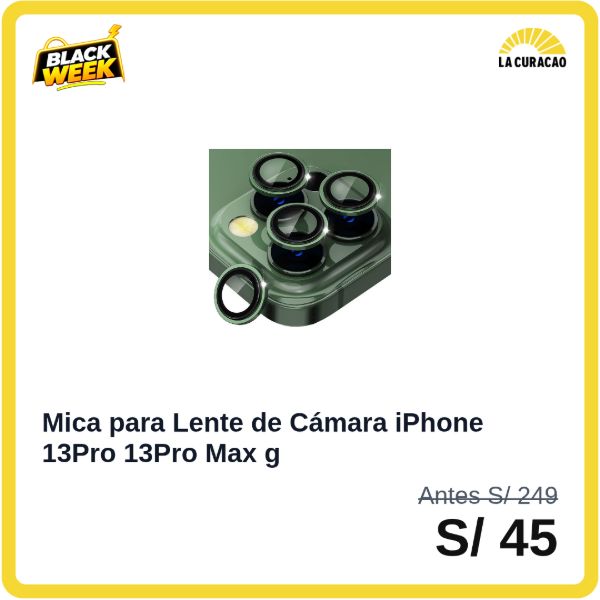 BLACK
WEEK
LA CURACAO
Mica para Lente de Cámara iPhone
13Pro 13Pro Max g
Antes S/ 249
S/ 45